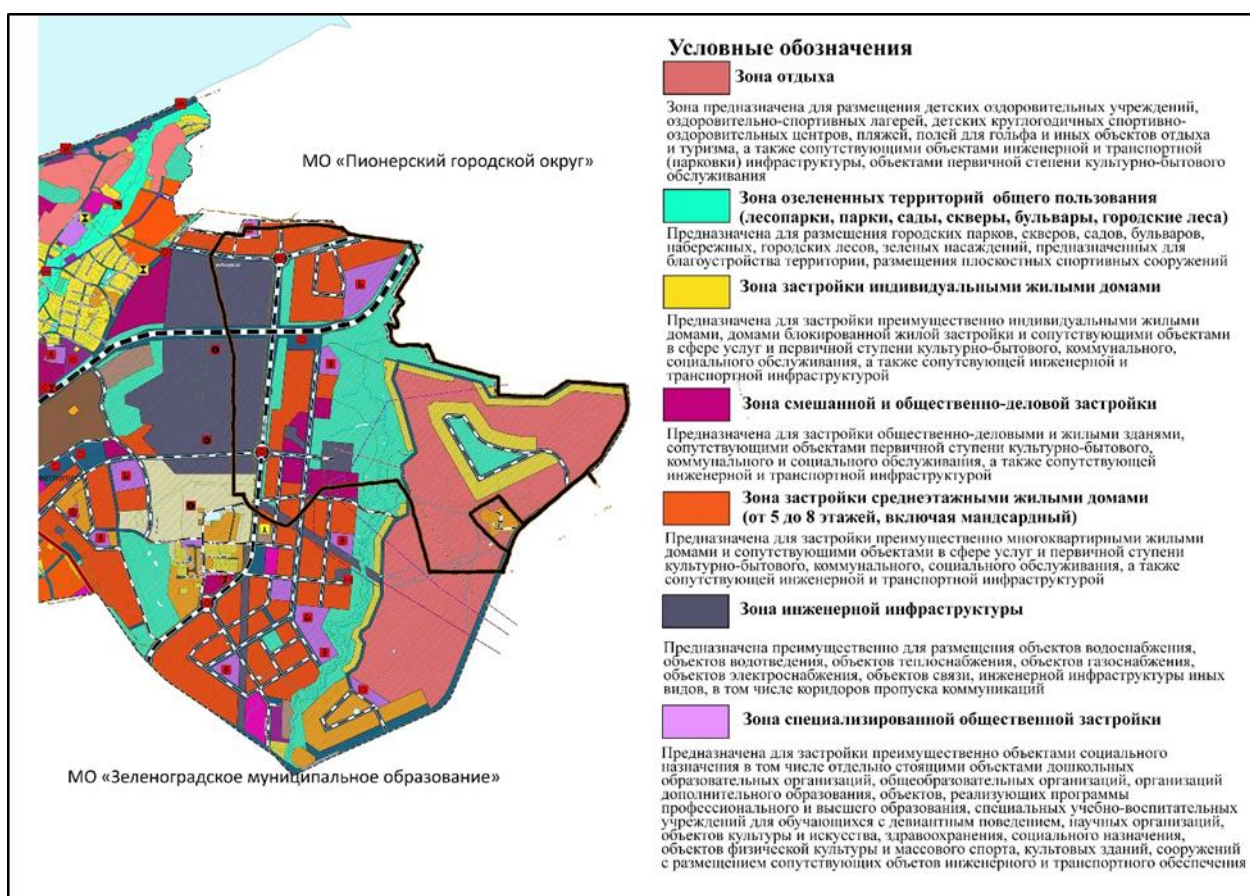 Условные обозначения
Зона отдыха
Зона предназначена для размещения детских оздоровительных учреждений,
оздоровительно-спортивных лагерей, детских круглогодичных спортивно-
оздоровительных центров, пляжей, полей для гольфа и иных объектов отдыха
и туризма, а также сопутствующими объектами инженерной и транспортной
(парковки) инфраструктуры, объектами первичной степени культурно-бытового
обслуживания
Зона озелененных территорий общего пользования
(лесопарки, парки, сады, скверы, бульвары, городские леса)
Предназначена для размещения городских парков, скверов, садов, бульваров,
набережных, городских лесов, зеленых насаждений, предназначенных для
благоустройства территории, размещения плоскостных спортивных сооружений
Зона застройки индивидуальными жилыми домами
Предназначена для застройки преимущественно индивидуальными жилыми
домами, домами блокированной жилой застройки и сопутствующими объектами
в сфере услуг и первичной ступени культурно-бытового, коммунального,
социального обслуживания, а также сопутсвующей инженерной и
транспортной инфраструктурой
Зона смешанной и общественно-деловой застройки
Предназначена для застройки общественно-деловыми и жилыми зданями,
сопутствующими объектами первичной ступени культурно-бытового,
коммунального и социального обслуживания, а также сопутствующей
инженерной и транспортной инфраструктурой
Зона застройки среднеэтажными жилыми домами
(от 5 до 8 этажей, включая мандсардный)
Предназначена для застройки преимущественно многоквартирными жилыми
домами и сопутствующими объектами в сфере услуг и первичной ступени
культурно-бытового, коммунального, социального обслуживания, а также
сопутствующей инженерной и транспортной инфраструктурой
Зона инженерной инфраструктуры
Предназначена преимущественно для размещения объектов водоснабжения,
объектов водотведения, объектов теплоснабжения, объектов газоснабжения,
объектов электроснабжения, объектов связи, инженерной инфраструктуры иных
видов, в том числе коридоров пропуска коммуникаций
Зона специализированной общественной застройки
Предназначена для застройки преимущественно объектами социального
назначения в том числе отдельно стоящими объектами дошкольных
образовательных организаций, общеобразовательных организаций, организаций
дополнительного образования, объектов, реализующих программы
профессионального и высшего образования, специальных учебно-воспитательных
учреждений для обучающихся с девиантным поведением, научных организаций,
объектов культуры и искусства, здравоохранения, социального назначения,
объектов физической культуры и массового спорта, культовых зданий, сооружений
с размещением сопутствующих объетов инженерного и транспортного обеспечения
МО «Пионерский городской округ»
МО «Зеленоградское муниципальное образование»